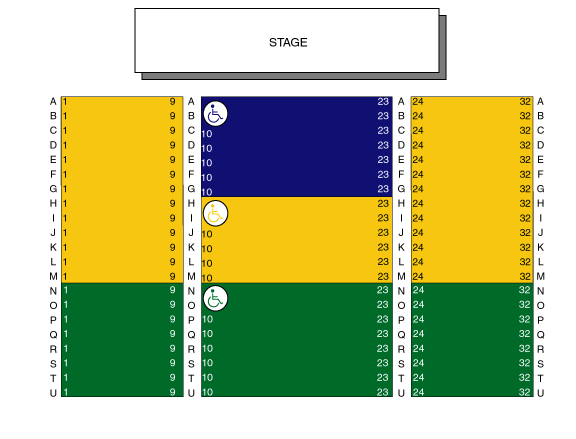 STAGE
A 1 9 A 23 A 24 32 A
B 1 9 B 23 B 24 32 B
C 1 9 C 10 23 C 24 32 C
D 1 9 D 10 23 D 24 32 D
E 1 9 E 10 23 E 24 32 E
F 1 9 F 10 23 F 24 32 F
G 1 9 G 10 23 G 24 32 G
H 1 9 H 23 H 24 32 H
I 1 9 I 23 I 24 32 I
J 1 9 J 10 23 J 24 32 J
K 1 9 K 10 23 K 24 32 K
L 1 9 L 10 23 L 24 32 L
M 1 9 M 10 23 M 24 32 M
N 1 9 N 23 N 24 32 N
O 1 9 O 23 O 24 32 O
P 1 9 P 10 23 P 24 32 P
Q 1 9 Q 10 23 Q 24 32 Q
R 1 9 R 10 23 R 24 32 R
S 1 9 S 10 23 S 24 32 S
T 1 9 T 10 23 T 24 32 T
U 1 9 U 10 23 U 24 32 U